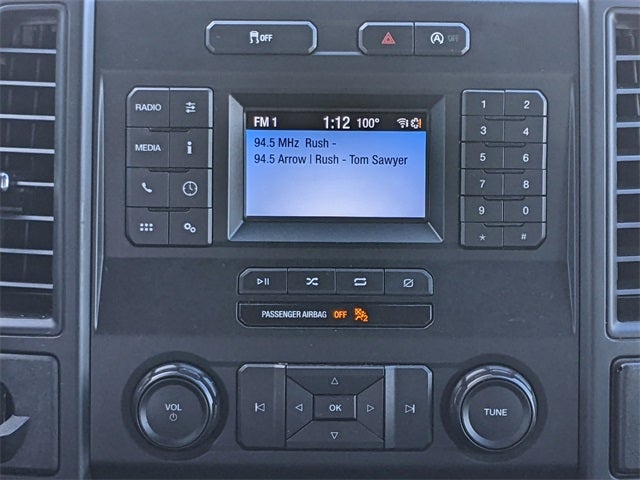 OFF
OFF
RADIO
MEDIA
i
FM 1 1:12 100°
94.5 MHz Rush -
94.5 Arrow | Rush - Tom Sawyer
1 2
3 4
5 6
7 8
9 0
* #
PASSENGER AIRBAG OFF 2
VOL
OK
TUNE